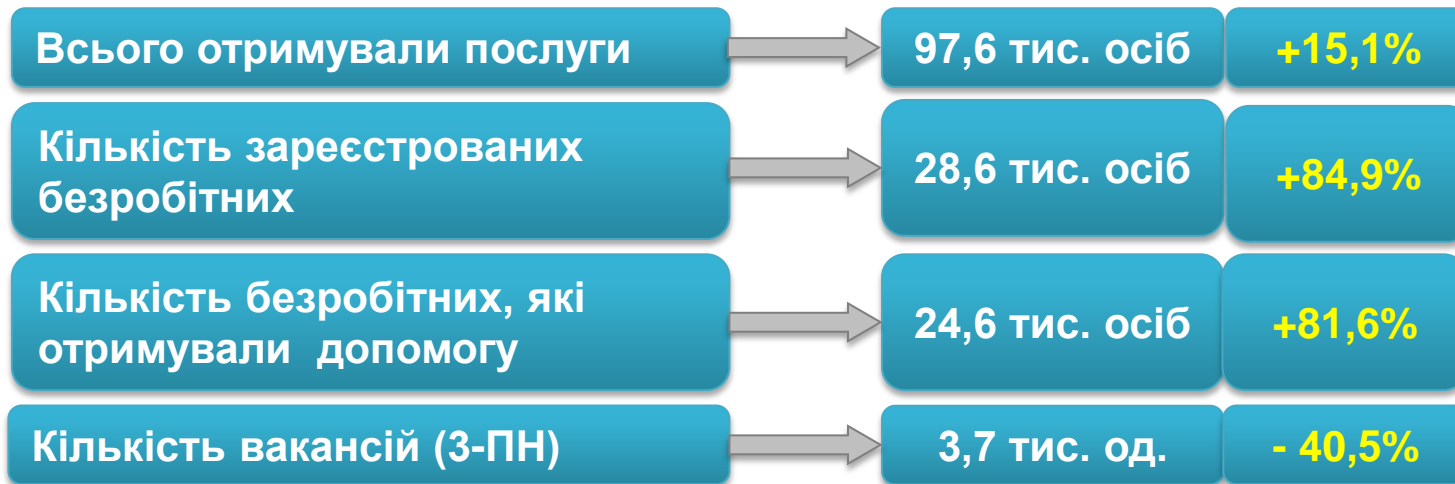 Всього отримували послуги 97,6 тис. осіб +15,1%
Кількість зареєстрованих
безробітних
28,6 тис. осіб +84,9%
Кількість безробітних, які
отримували допомогу
24,6 тис. осіб +81,6%
Кількість вакансій (3-ПН) 3,7 тис. од. - 40,5%